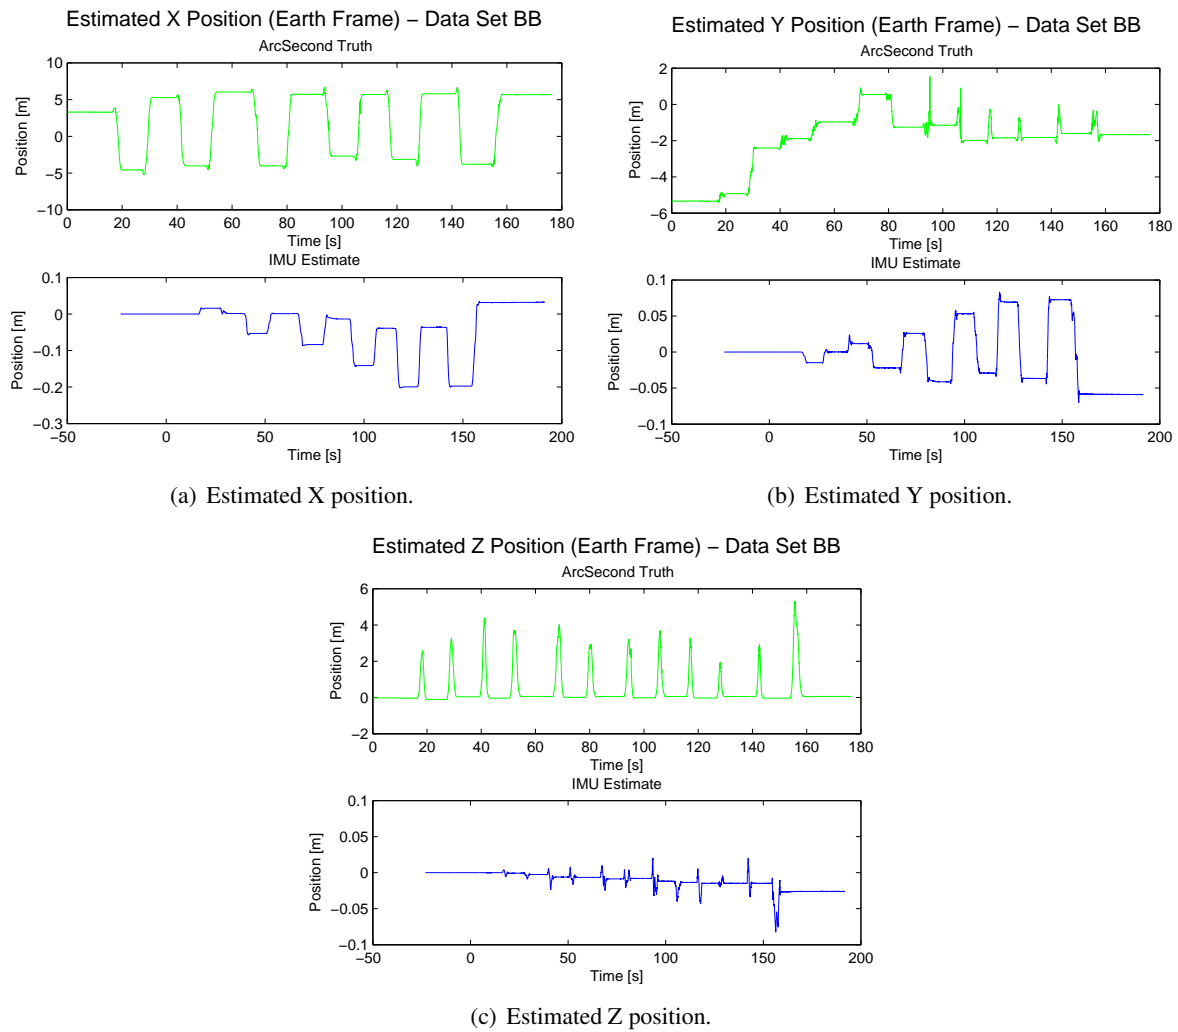 Estimated X Position (Earth Frame) – Data Set BB
ArcSecond Truth
10
5
0
−5
−10
Position [m]
0 20 40 60 80 100 120 140 160 180
Time [s]
IMU Estimate
0.1
0
−0.1
−0.2
−0.3
Position [m]
−50 0 50 100 150 200
Time [s]
(a) Estimated X position.
Estimated Y Position (Earth Frame) – Data Set BB
ArcSecond Truth
2
0
−2
−4
−6
Position [m]
0 20 40 60 80 100 120 140 160 180
Time [s]
IMU Estimate
0.1
0.05
0
−0.05
−0.1
Position [m]
−50 0 50 100 150 200
Time [s]
(b) Estimated Y position.
Estimated Z Position (Earth Frame) – Data Set BB
ArcSecond Truth
6
4
2
0
−2
Position [m]
0 20 40 60 80 100 120 140 160 180
Time [s]
IMU Estimate
0.1
0.05
0
−0.05
−0.1
Position [m]
−50 0 50 100 150 200
Time [s]
(c) Estimated Z position.